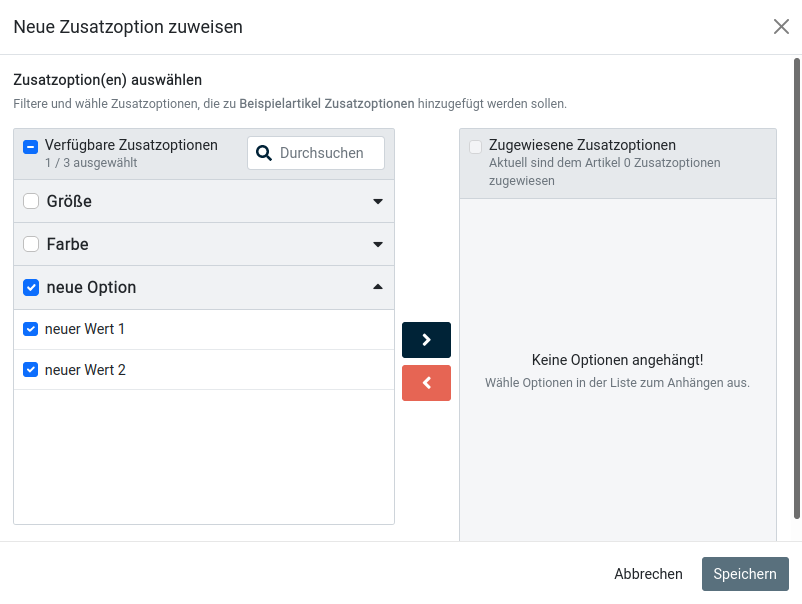 Neue Zusatzoption zuweisen
Zusatzoption(en) auswählen
Filtere und wähle Zusatzoptionen, die zu Beispielartikel Zusatzoptionen hinzugefügt werden sollen.
Verfügbare Zusatzoptionen
1 / 3 ausgewählt
Durchsuchen
Größe
Farbe
neue Option
neuer Wert 1
neuer Wert 2
Zugewiesene Zusatzoptionen
Aktuell sind dem Artikel 0 Zusatzoptionen
zugewiesen
Keine Optionen angehängt!
Wähle Optionen in der Liste zum Anhängen aus.
Abbrechen
Speichern